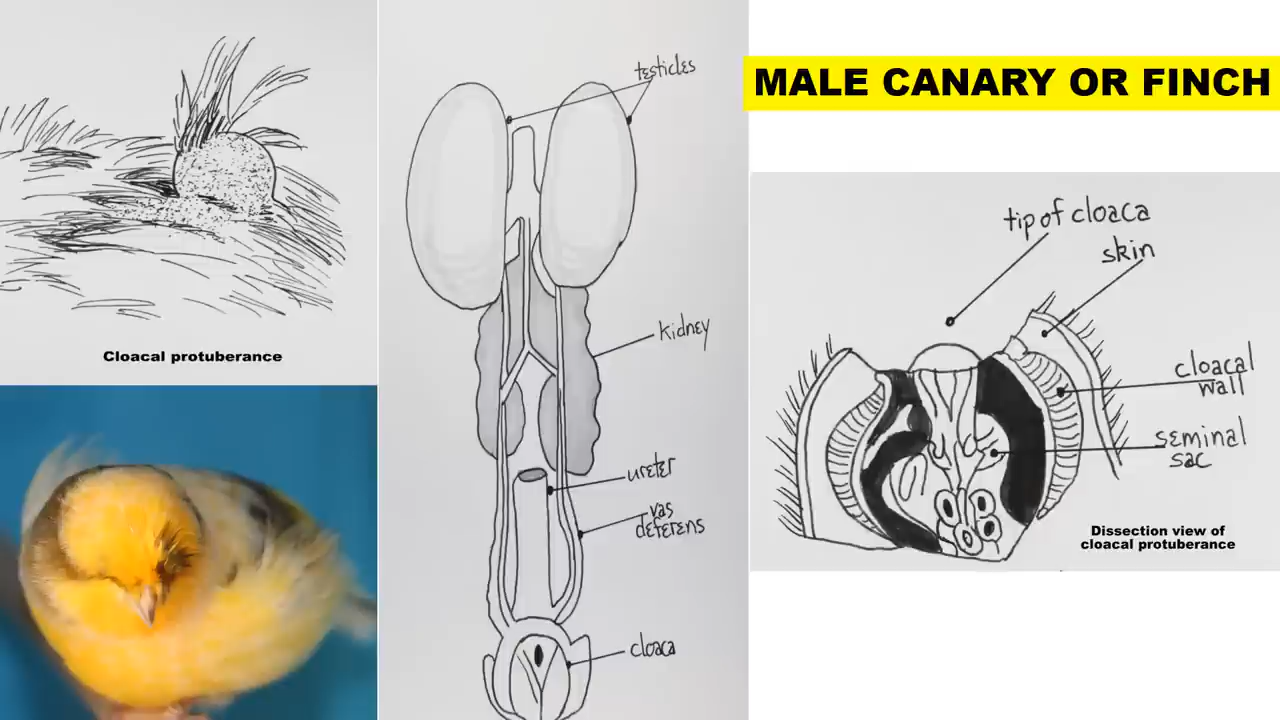 MALE CANARY OR FINCH
Cloacal protuberance
testicles
kidney
ureter
vas
deferens
cloaca
tip of cloaca
skin
cloacal
wall
seminal
sac
Dissection view of
cloacal protuberance